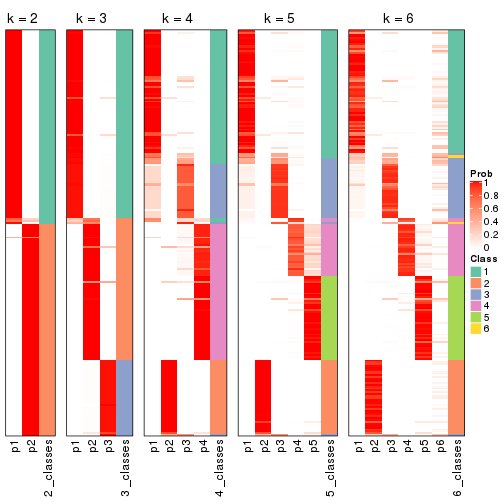 k = 2
k = 3
k = 4
k = 5
k = 6
p1
p2
2_classes
p1
p2
p3
3_classes
p1
p2
p3
p4
4_classes
p1
p2
p3
p4
p5
5_classes
p1
p2
p3
p4
p5
p6
6_classes
Prob
1
0.8
0.6
0.4
0.2
0
Class
1
2
3
4
5
6